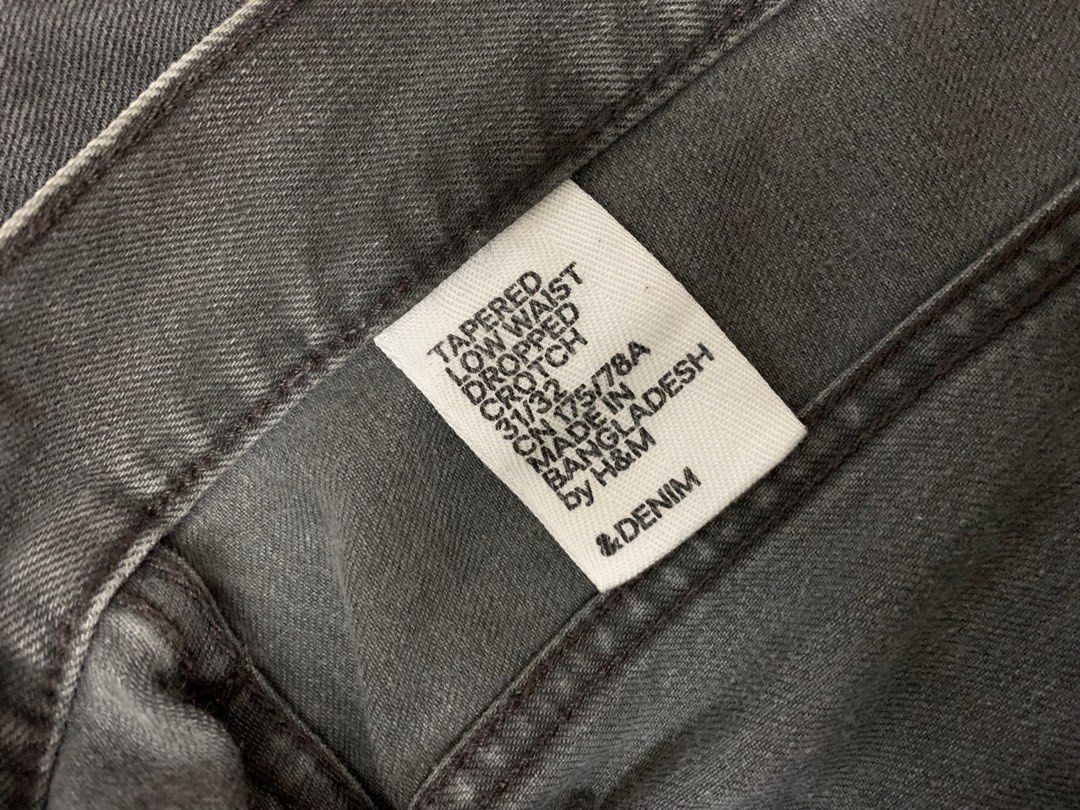 TAPERED
LOW WAIST
DROPPED
CROTCH
31/32
CN 175/78A
MADE IN
BANGLADESH
by H&M
&DENIM